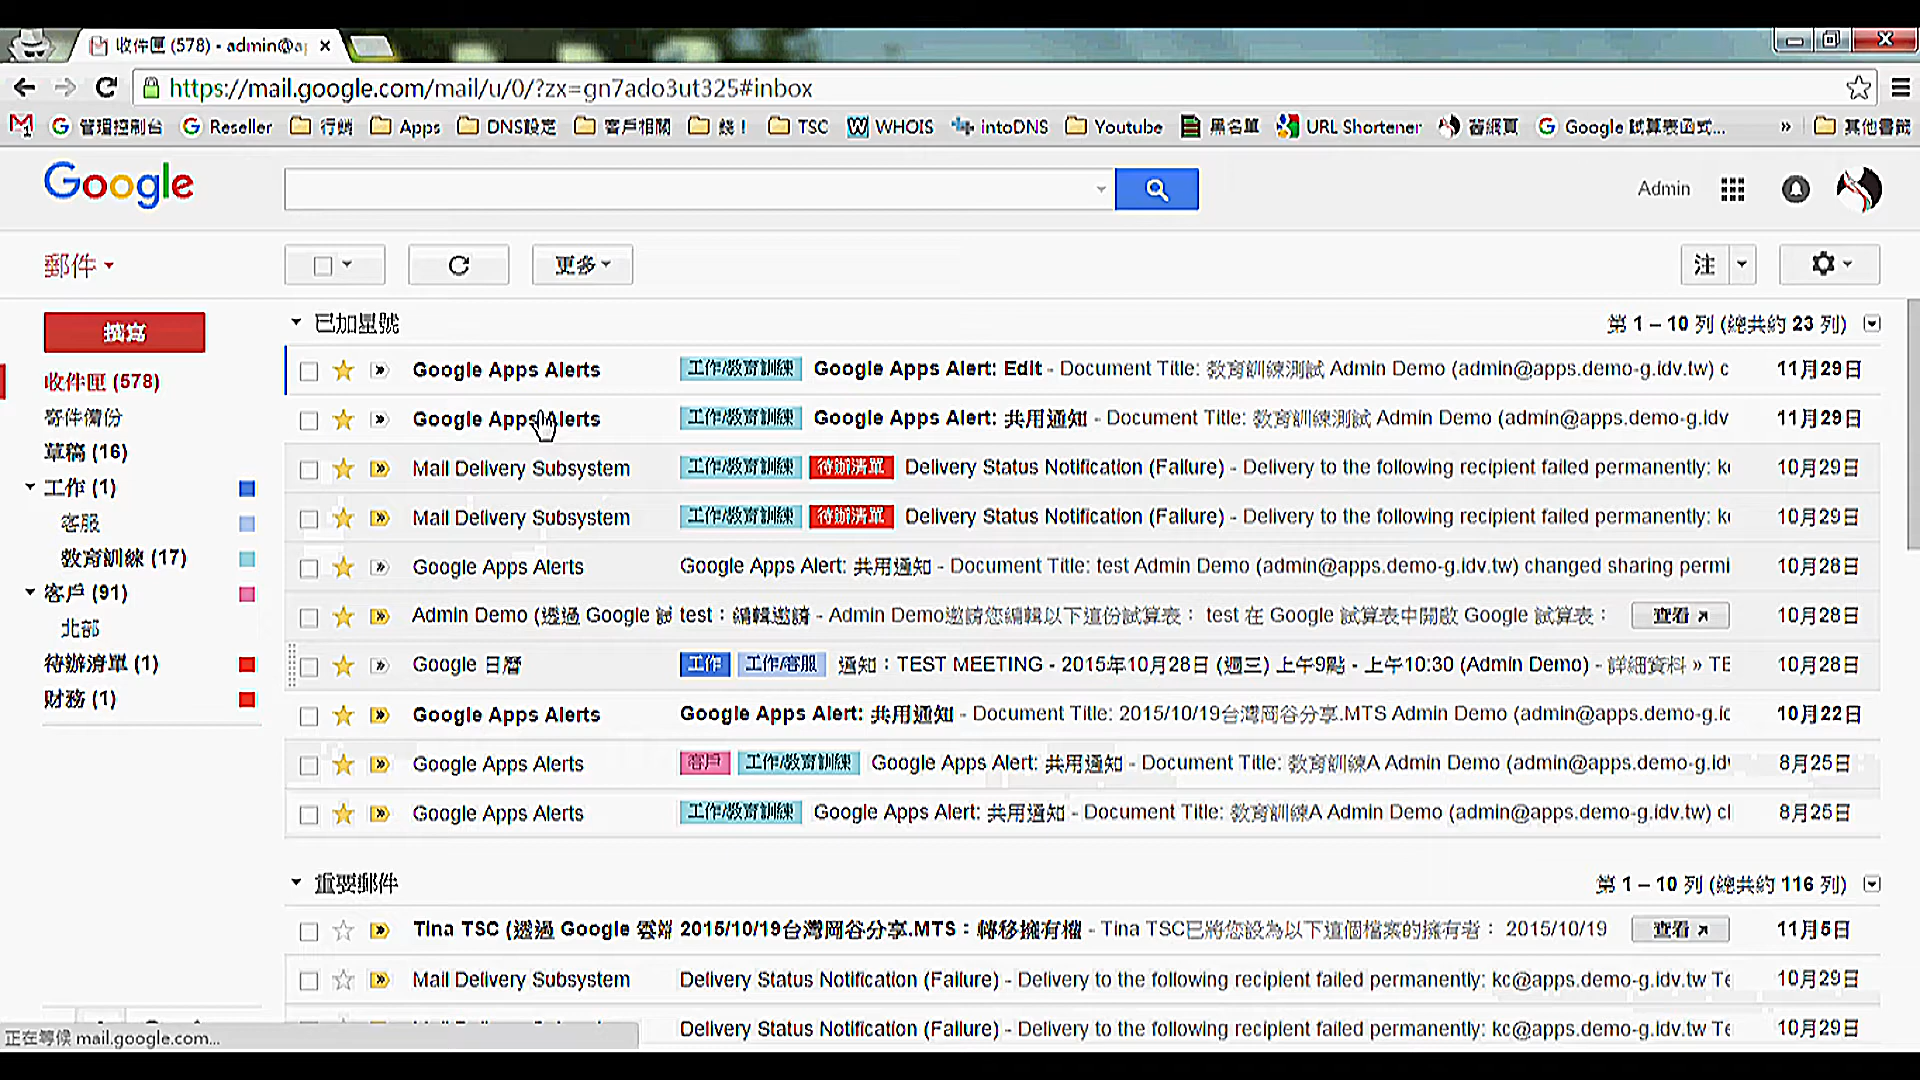 收件匣 (578) - admin@a
https://mail.google.com/mail/u/0/?zx=gn7ado3ut325#inbox
管理控制台 Reseller 行銷 Apps DNS設定 客戶相關 錢！ TSC WHOIS intoDNS Youtube 黑名單 URL Shortener 舊網頁 Google 試算表函式... » 其他書籤
Google Admin
郵件 更多 注
撰寫
收件匣 (578)
寄件備份
草稿 (16)
工作 (1)
客服
教育訓練 (17)
客戶 (91)
北部
待辦清單 (1)
財務 (1)
已加星號 第 1 – 10 列 (總共約 23 列)
Google Apps Alerts 工作/教育訓練 Google Apps Alert: Edit - Document Title: 教育訓練測試 Admin Demo (admin@apps.demo-g.idv.tw) c 11月29日
Google Apps Alerts 工作/教育訓練 Google Apps Alert: 共用通知 - Document Title: 教育訓練測試 Admin Demo (admin@apps.demo-g.idv 11月29日
Mail Delivery Subsystem 工作/教育訓練 待辦清單 Delivery Status Notification (Failure) - Delivery to the following recipient failed permanently: k 10月29日
Mail Delivery Subsystem 工作/教育訓練 待辦清單 Delivery Status Notification (Failure) - Delivery to the following recipient failed permanently: k 10月29日
Google Apps Alerts Google Apps Alert: 共用通知 - Document Title: test Admin Demo (admin@apps.demo-g.idv.tw) changed sharing permi 10月28日
Admin Demo (透過 Google 試 test：編輯邀請 - Admin Demo邀請您編輯以下這份試算表： test 在 Google 試算表中開啟 Google 試算表： 查看 10月28日
Google 日曆 工作 工作/客服 通知：TEST MEETING - 2015年10月28日 (週三) 上午9點 - 上午10:30 (Admin Demo) - 詳細資料 » TE 10月28日
Google Apps Alerts Google Apps Alert: 共用通知 - Document Title: 2015/10/19台灣岡谷分享.MTS Admin Demo (admin@apps.demo-g.ic 10月22日
Google Apps Alerts 客戶 工作/教育訓練 Google Apps Alert: 共用通知 - Document Title: 教育訓練A Admin Demo (admin@apps.demo-g.id 8月25日
Google Apps Alerts 工作/教育訓練 Google Apps Alert: 共用通知 - Document Title: 教育訓練A Admin Demo (admin@apps.demo-g.idv.tw) cl 8月25日
重要郵件 第 1 – 10 列 (總共約 116 列)
Tina TSC (透過 Google 雲端 2015/10/19台灣岡谷分享.MTS：轉移擁有權 - Tina TSC已將您設為以下這個檔案的擁有者： 2015/10/19 查看 11月5日
Mail Delivery Subsystem Delivery Status Notification (Failure) - Delivery to the following recipient failed permanently: kc@apps.demo-g.idv.tw Te 10月29日
Delivery Status Notification (Failure) - Delivery to the following recipient failed permanently: kc@apps.demo-g.idv.tw Te 10月29日
正在等候 mail.google.com...